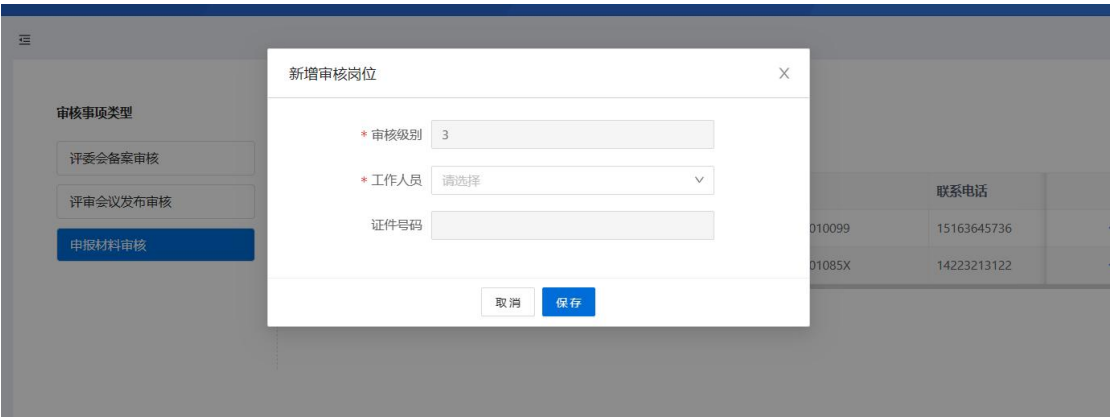 新增审核岗位
审核事项类型
* 审核级别 3
评委会备案审核
* 工作人员 请选择
评审会议发布审核
联系电话
证件号码
010099 15163645736
申报材料审核
01085X 14223213122
取消 保存